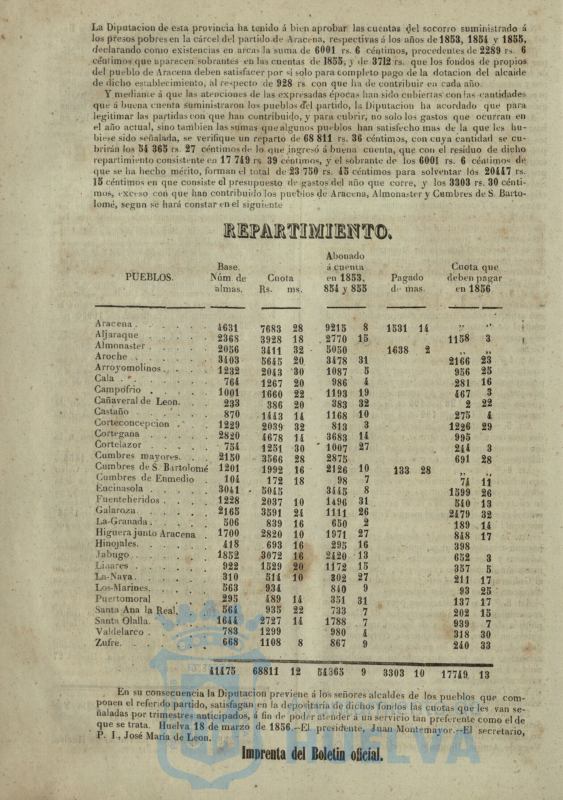 La Diputacion de esta provincia ha tenido á bien aprobar las cuentas del socorro suministrado á
los presos pobres en la cárcel del partido de Aracena, respectivas á los años de 1853, 1854 y 1855,
declarando como existencias en arcas la suma de 6001 rs. 6 céntimos, procedentes de 2289 rs. 6
céntimos que aparecen sobrantes en las cuentas de 1855, y de 3712 rs. que los fondos de propios
del pueblo de Aracena deben satisfacer por si solo para completo pago de la dotacion del alcaide
de dicho establecimiento, al respecto de 928 rs con que ha de contribuir en cada año.
Y mediante á que las atenciones de las expresadas épocas han sido cubiertas con las cantidades
que á buena cuenta suministraron los pueblos del partido, la Diputacion ha acordado que para
legitimar las partidas con que han contribuido, y para cubrir, no solo los gastos que ocurran en
el año actual, sino tambien las sumas que algunos pueblos han satisfecho mas de la que les hu-
biese sido señalada, se verifique un reparto de 68 811 rs. 36 céntimos, con cuya cantidad se cu-
brirán los 54 365 rs. 27 céntimos de lo que ingresó á buena cuenta, que con el residuo de dicho
repartimiento consistente en 17 749 rs 39 céntimos, y el sobrante de los 6001 rs. 6 céntimos de
que se ha hecho mérito, forman el total de 23 750 rs. 45 céntimos para solventar los 20447 rs.
15 céntimos en que consiste el presupuesto de gastos del año que corre, y los 3303 rs. 30 cénti-
mos, exceso con que han contribuido los pueblos de Aracena, Almonaster y Cumbres de S. Barto-
lomé, segun se hará constar en el siguiente
REPARTIMIENTO.
PUEBLOS. Base. Núm de almas. Cuota Rs. ms. Abonado á cuenta en 1853, 854 y 855 Pagado de mas. Cuota que deben pagar en 1856
Aracena . . . . . 4631 7683 28 9215 8 1531 14 ,, ,,
Aljaraque . . . . . 2368 3928 18 2770 15 1158 3
Almonaster . . . . 2056 3411 32 5050 1638 2 ,, ,,
Aroche . . . . . 3403 5645 20 3478 31 2166 23
Arroyomolinos . . . . 1232 2043 30 1087 5 956 25
Cala . . . . . . 764 1267 20 986 4 281 16
Campofrio . . . . . 1001 1660 22 1193 19 467 3
Cañaveral de Leon. . . . 233 386 20 383 32 2 22
Castaño . . . . . 870 1443 14 1168 10 275 4
Corteconcepcion . . . . 1229 2039 32 813 3 1226 29
Cortegana . . . . . 2820 4678 14 3683 14 995
Cortelazor . . . . . 754 1251 30 1007 27 244 3
Cumbres mayores. . . . 2150 3566 28 2875 691 28
Cumbres de S. Bartolomé 1201 1992 16 2126 10 133 28
Cumbres de Enmedio 104 172 18 98 7 74 11
Encinasola . . . . . 3041 5045 3445 8 1599 26
Fuenteheridos . . . . 1228 2037 10 1496 31 540 13
Galaroza. . . . . . 2165 3591 24 1111 26 2479 32
La-Granada. . . . . 506 839 16 650 2 189 14
Higuera junto Aracena . 1700 2820 10 1971 27 848 17
Hinojales. . . . . . 418 693 16 295 16 398
Jabugo . . . . . . 1852 3072 16 2420 13 652 3
Linares . . . . . . 922 1529 20 1172 15 357 5
La-Nava . . . . . . 310 514 10 302 27 211 17
Los-Marines. . . . . 563 934 840 9 93 25
Puertomoral . . . . . 295 489 14 351 31 137 17
Santa Ana la Real. . . . 564 935 22 733 7 202 15
Santa Olalla. . . . . 1644 2727 14 1788 7 939 7
Valdelarco . . . . . 783 1299 980 4 318 30
Zufre. . . . . . . 668 1108 8 867 9 240 33
41475 68811 12 54365 9 3303 10 17749 13
En su consecuencia la Diputacion previene á los señores alcaldes de los pueblos que com-
ponen el referido partido, satisfagan en la depositaría de dichos fondos las cuotas que les van se-
ñaladas por trimestres anticipados, á fin de poder atender á un servicio tan preferente como el de
que se trata. Huelva 18 de marzo de 1856.--El presidente, Juan Montemayor.--El secretario,
P. I., José María de Leon.
Imprenta del Boletin oficial.
HUELVA